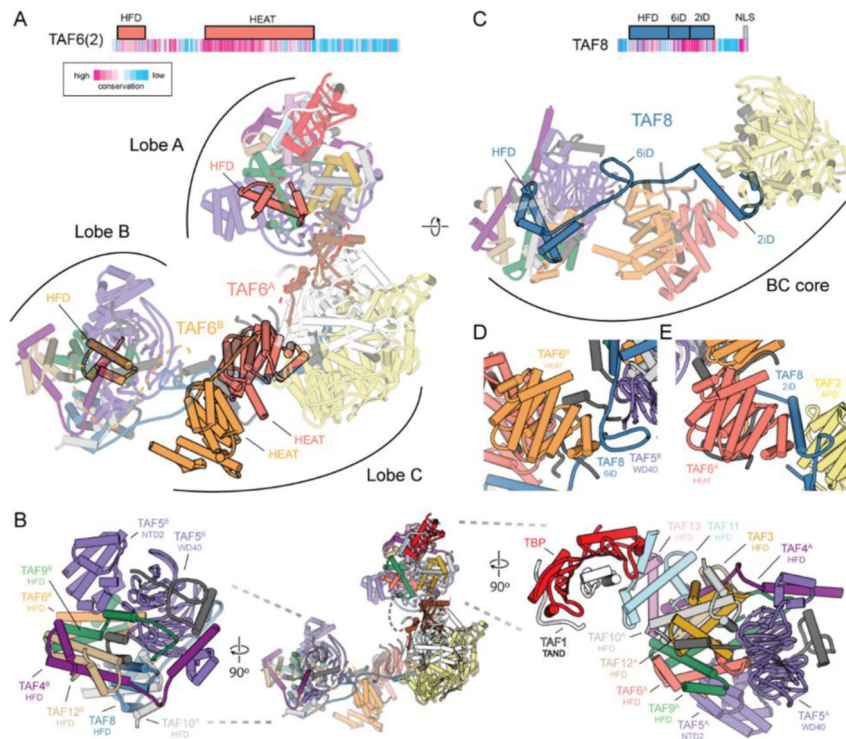 A
HFD
HEAT
TAF6(2)
high
low
conservation
Lobe A
HFD
Lobe B
HFD
TAF6ᴬ
TAF6ᴮ
HEAT
HEAT
Lobe C
C
HFD
6iD
2iD
NLS
TAF8
TAF8
HFD
6iD
2iD
BC core
D
TAF6ᴮ
HEAT
TAF8
6iD
TAF5ᴮ
WD40
E
TAF8
2iD
TAF2
APID
TAF6ᴬ
HEAT
B
TAF5ᴮ
NTD2
TAF5ᴮ
WD40
TAF9ᴮ
HFD
TAF6ᴮ
HFD
TAF4ᴮ
HFD
TAF12ᴮ
HFD
TAF8
HFD
TAF10ᴮ
HFD
90º
90º
TBP
TAF1
TAND
TAF13
HFD
TAF11
HFD
TAF3
HFD
TAF4ᴬ
HFD
TAF10ᴬ
HFD
TAF12ᴬ
HFD
TAF6ᴬ
HFD
TAF9ᴬ
HFD
TAF5ᴬ
NTD2
TAF5ᴬ
WD40